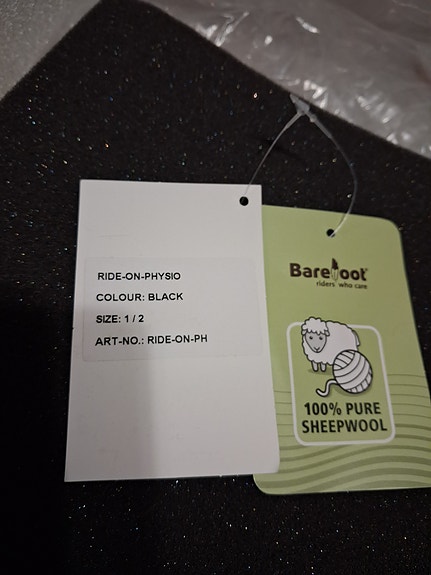 RIDE-ON-PHYSIO
COLOUR: BLACK
SIZE: 1 / 2
ART-NO.: RIDE-ON-PH
Barefoot
riders who care
100% PURE
SHEEPWOOL